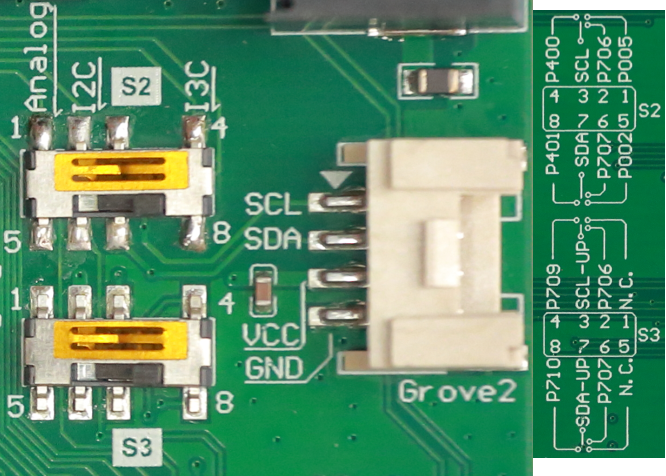 Analog
I2C
S2
I3C
1
4
5
8
SCL
SDA
VCC
GND
1
4
5
8
S3
Grove2
P400
SCL
P706
P005
4 3 2 1
8 7 6 5
S2
P401
SDA
P707
P002
P709
SCL-UP
P706
N.C.
4 3 2 1
8 7 6 5
S3
P710
SDA-UP
P707
N.C.